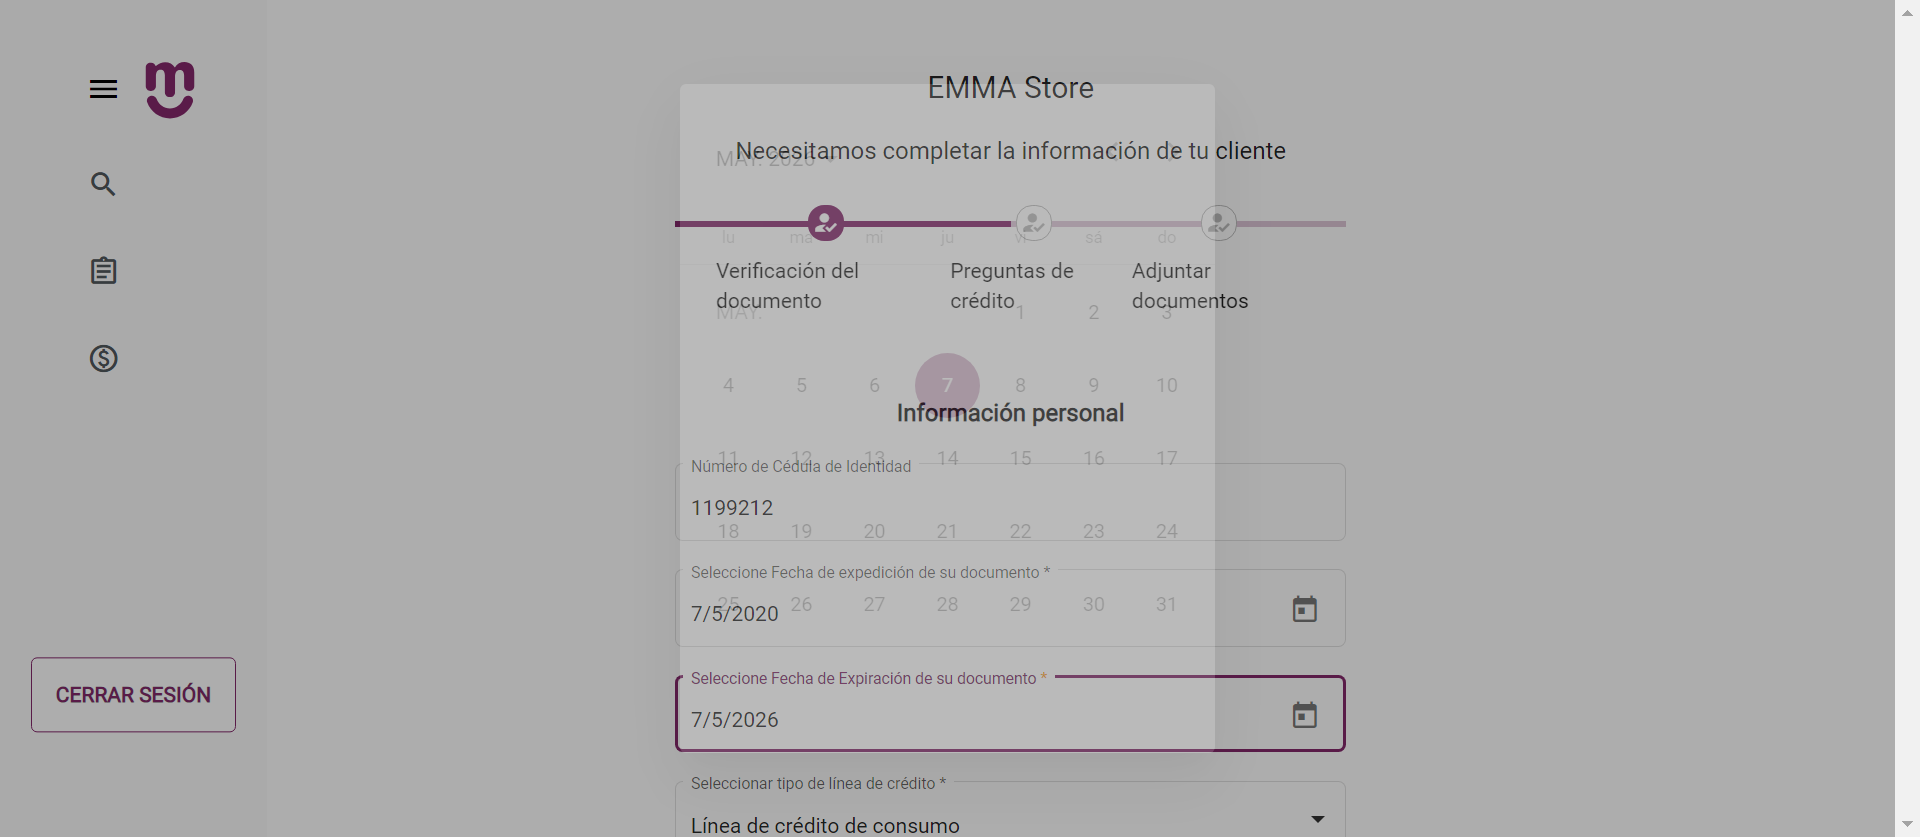 EMMA Store
Necesitamos completar la información de tu cliente
MAY. 2026
lu ma mi ju vi sá do
Verificación del documento
Preguntas de crédito
Adjuntar documentos
MAY. 1 2 3
4 5 6 7 8 9 10
Información personal
11 12 13 14 15 16 17
Número de Cédula de Identidad
1199212
18 19 20 21 22 23 24
Seleccione Fecha de expedición de su documento *
25 26 27 28 29 30 31
7/5/2020
Seleccione Fecha de Expiración de su documento *
7/5/2026
CERRAR SESIÓN
Seleccionar tipo de línea de crédito *
Línea de crédito de consumo